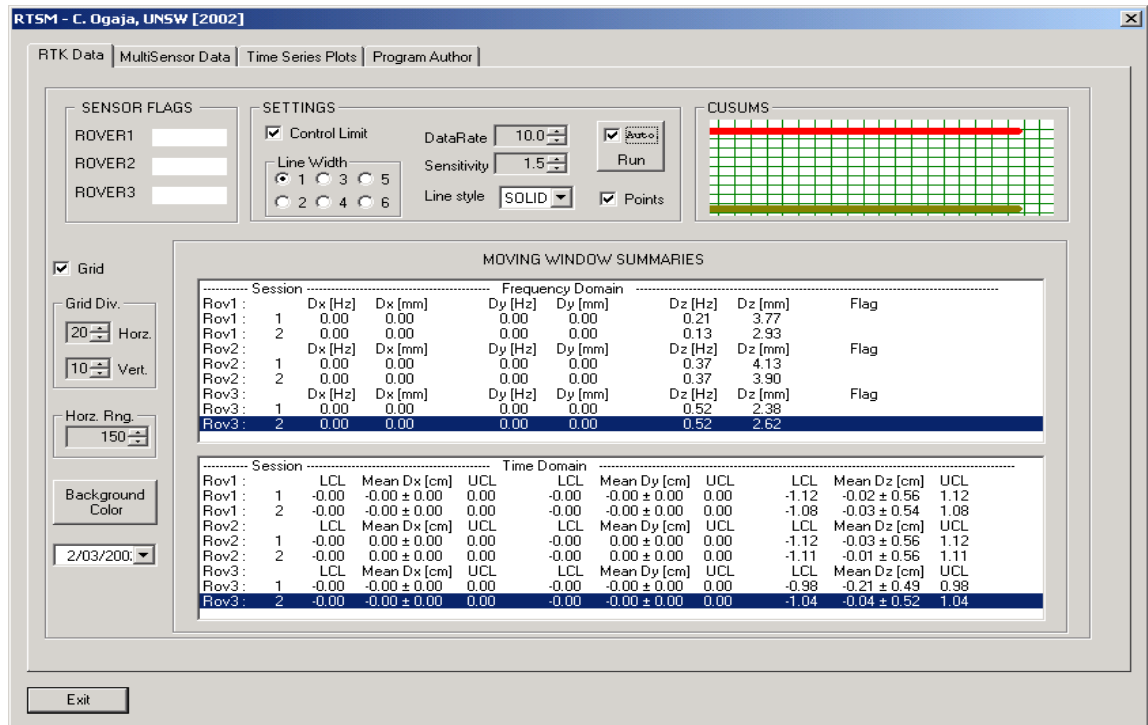 RTSM - C. Ogaja, UNSW [2002]
RTK Data MultiSensor Data Time Series Plots Program Author
SENSOR FLAGS
ROVER1
ROVER2
ROVER3
SETTINGS
Control Limit
Line Width
1 3 5
2 4 6
DataRate 10.0
Sensitivity 1.5
Line style SOLID
Auto
Run
Points
CUSUMS
Grid
Grid Div.
20 Horz.
10 Vert.
Horz. Rng.
150
Background
Color
2/03/200
MOVING WINDOW SUMMARIES
---------- Session ---------- Frequency Domain ----------
Rov1 : Dx [Hz] Dx [mm] Dy [Hz] Dy [mm] Dz [Hz] Dz [mm] Flag
Rov1 : 1 0.00 0.00 0.00 0.00 0.21 3.77
Rov1 : 2 0.00 0.00 0.00 0.00 0.13 2.93
Rov2 : Dx [Hz] Dx [mm] Dy [Hz] Dy [mm] Dz [Hz] Dz [mm] Flag
Rov2 : 1 0.00 0.00 0.00 0.00 0.37 4.13
Rov2 : 2 0.00 0.00 0.00 0.00 0.37 3.90
Rov3 : Dx [Hz] Dx [mm] Dy [Hz] Dy [mm] Dz [Hz] Dz [mm] Flag
Rov3 : 1 0.00 0.00 0.00 0.00 0.52 2.38
Rov3 : 2 0.00 0.00 0.00 0.00 0.52 2.62
---------- Session ---------- Time Domain ----------
Rov1 : LCL Mean Dx [cm] UCL LCL Mean Dy [cm] UCL LCL Mean Dz [cm] UCL
Rov1 : 1 -0.00 -0.00 ± 0.00 0.00 -0.00 -0.00 ± 0.00 0.00 -1.12 -0.02 ± 0.56 1.12
Rov1 : 2 -0.00 -0.00 ± 0.00 0.00 -0.00 -0.00 ± 0.00 0.00 -1.08 -0.03 ± 0.54 1.08
Rov2 : LCL Mean Dx [cm] UCL LCL Mean Dy [cm] UCL LCL Mean Dz [cm] UCL
Rov2 : 1 -0.00 0.00 ± 0.00 0.00 -0.00 0.00 ± 0.00 0.00 -1.12 -0.03 ± 0.56 1.12
Rov2 : 2 -0.00 0.00 ± 0.00 0.00 -0.00 0.00 ± 0.00 0.00 -1.11 -0.01 ± 0.56 1.11
Rov3 : LCL Mean Dx [cm] UCL LCL Mean Dy [cm] UCL LCL Mean Dz [cm] UCL
Rov3 : 1 -0.00 -0.00 ± 0.00 0.00 -0.00 -0.00 ± 0.00 0.00 -0.98 -0.21 ± 0.49 0.98
Rov3 : 2 -0.00 -0.00 ± 0.00 0.00 -0.00 -0.00 ± 0.00 0.00 -1.04 -0.04 ± 0.52 1.04
Exit